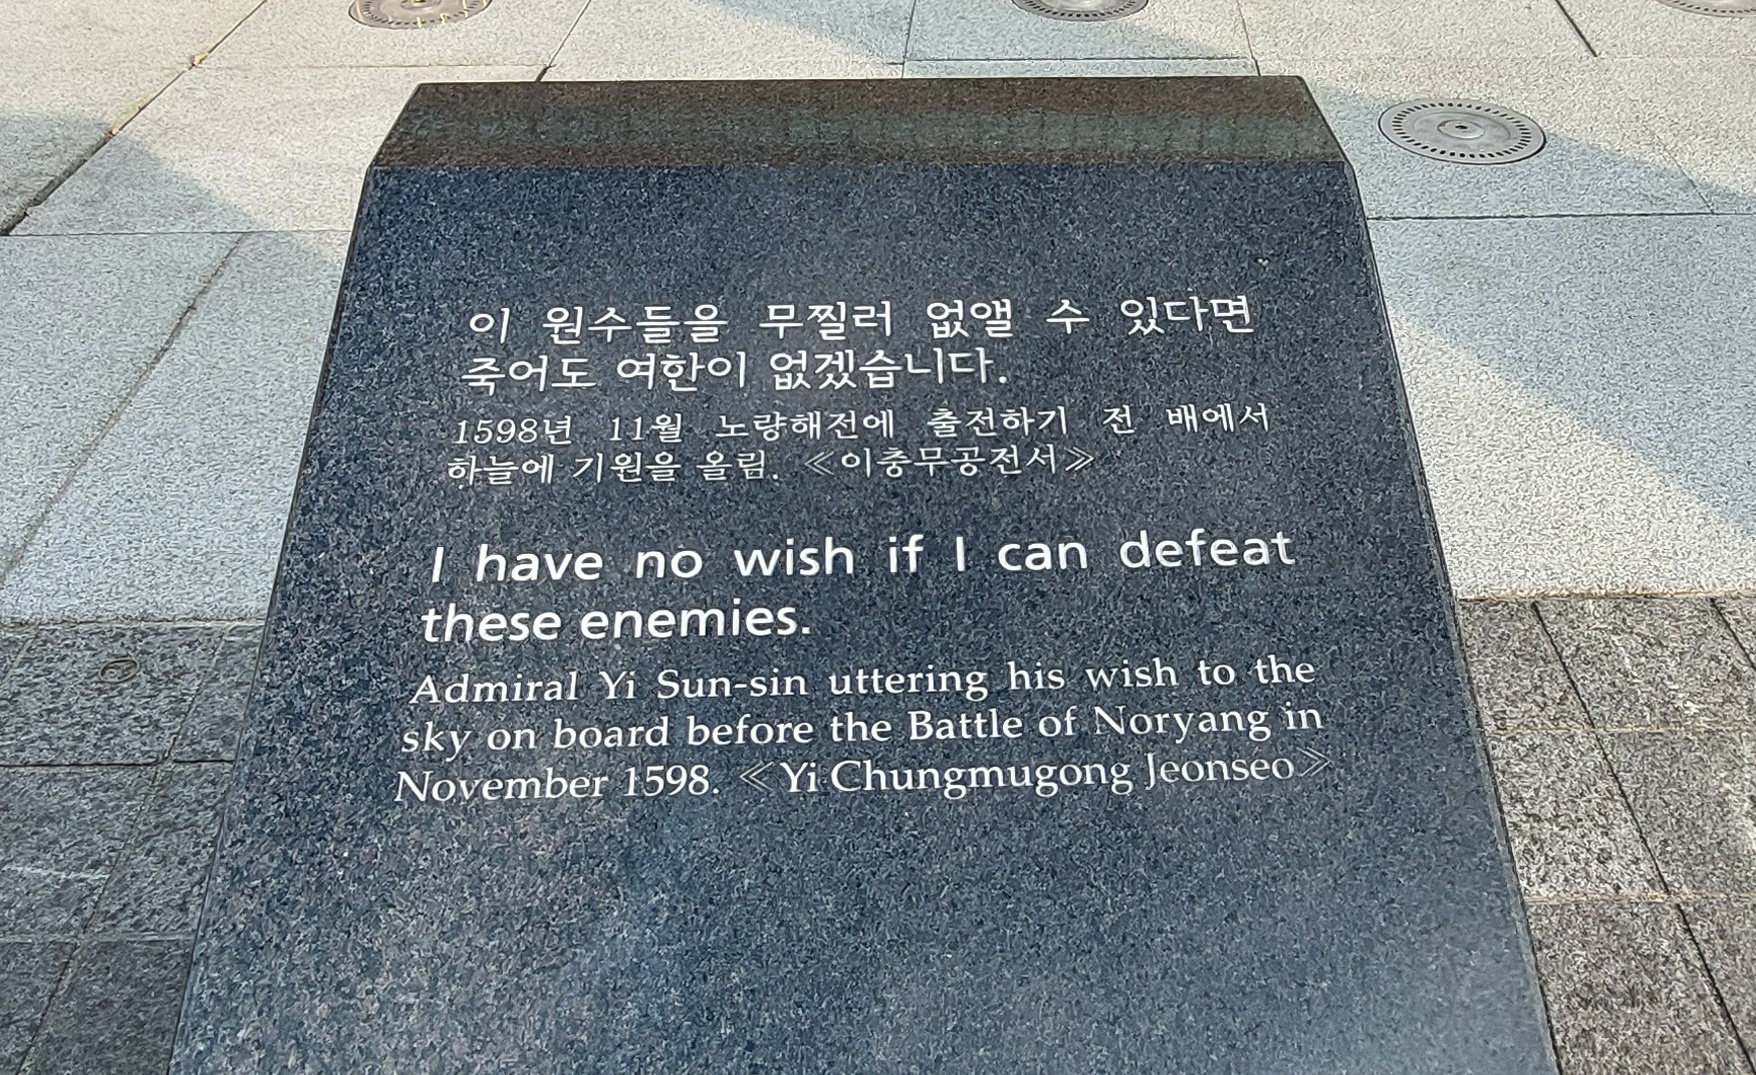 이 원수들을 무찔러 없앨 수 있다면
죽어도 여한이 없겠습니다.
1598년 11월 노량해전에 출전하기 전 배에서
하늘에 기원을 올림. ≪이충무공전서≫
I have no wish if I can defeat
these enemies.
Admiral Yi Sun-sin uttering his wish to the
sky on board before the Battle of Noryang in
November 1598. ≪Yi Chungmugong Jeonseo≫